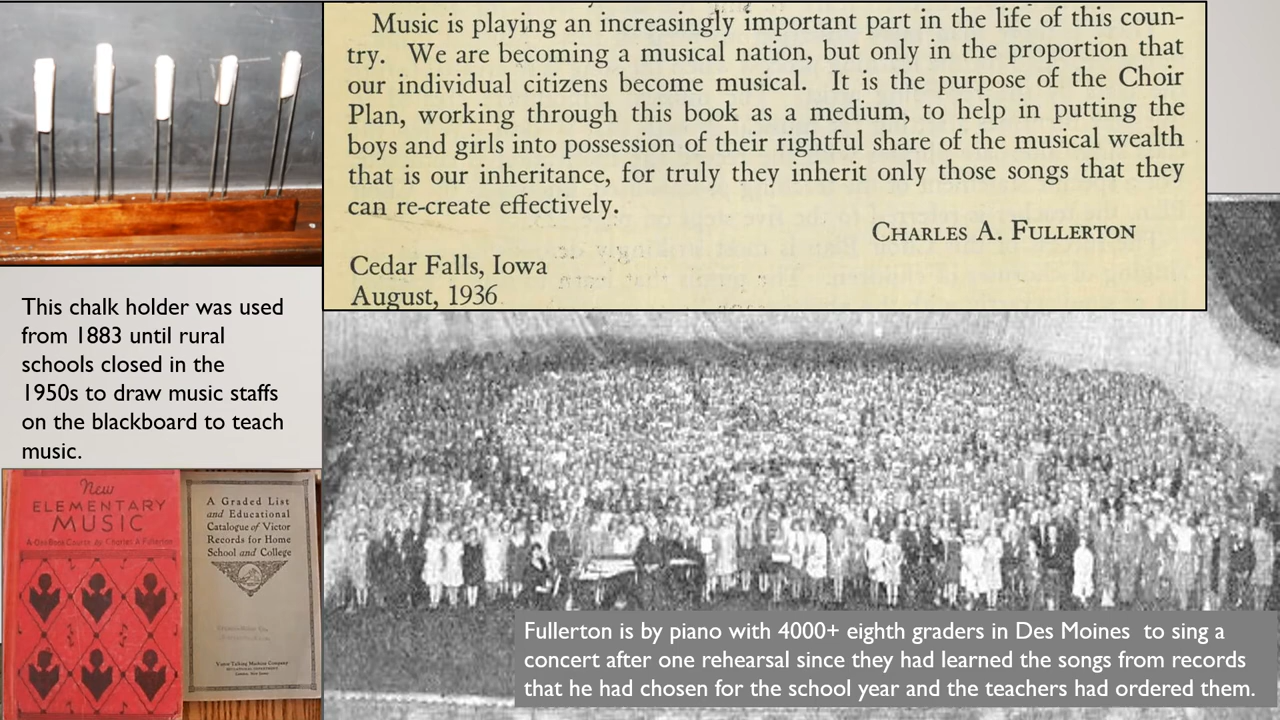 Music is playing an increasingly important part in the life of this coun-
try. We are becoming a musical nation, but only in the proportion that
our individual citizens become musical. It is the purpose of the Choir
Plan, working through this book as a medium, to help in putting the
boys and girls into possession of their rightful share of the musical wealth
that is our inheritance, for truly they inherit only those songs that they
can re-create effectively.
CHARLES A. FULLERTON
Cedar Falls, Iowa
August, 1936
This chalk holder was used
from 1883 until rural
schools closed in the
1950s to draw music staffs
on the blackboard to teach
music.
New
ELEMENTARY
MUSIC
A One Book Course by Charles A Fullerton
A Graded List
and Educational
Catalogue of Victor
Records for Home
School and College
Victor Talking Machine Company
Fullerton is by piano with 4000+ eighth graders in Des Moines to sing a
concert after one rehearsal since they had learned the songs from records
that he had chosen for the school year and the teachers had ordered them.